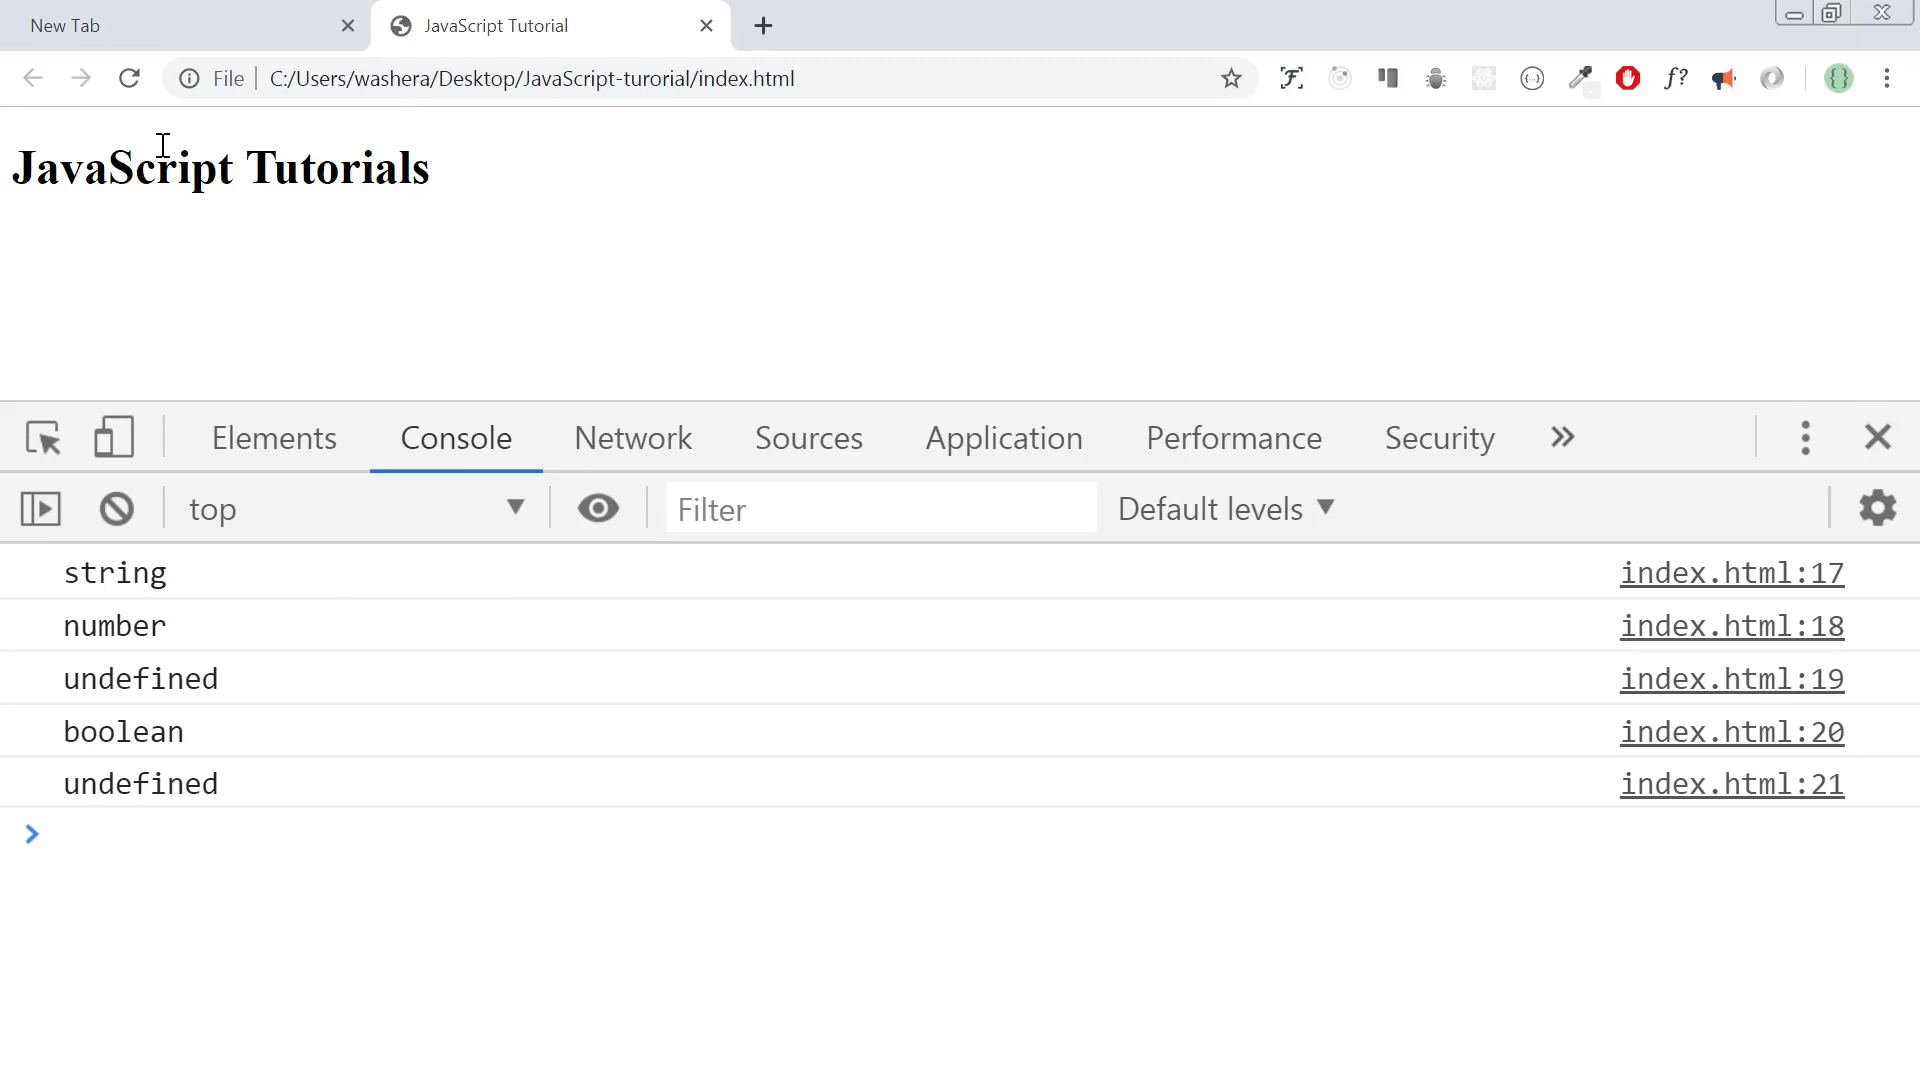 New Tab
JavaScript Tutorial
File C:/Users/washera/Desktop/JavaScript-turorial/index.html
f?
JavaScript Tutorials
Elements Console Network Sources Application Performance Security
top Filter Default levels
string index.html:17
number index.html:18
undefined index.html:19
boolean index.html:20
undefined index.html:21